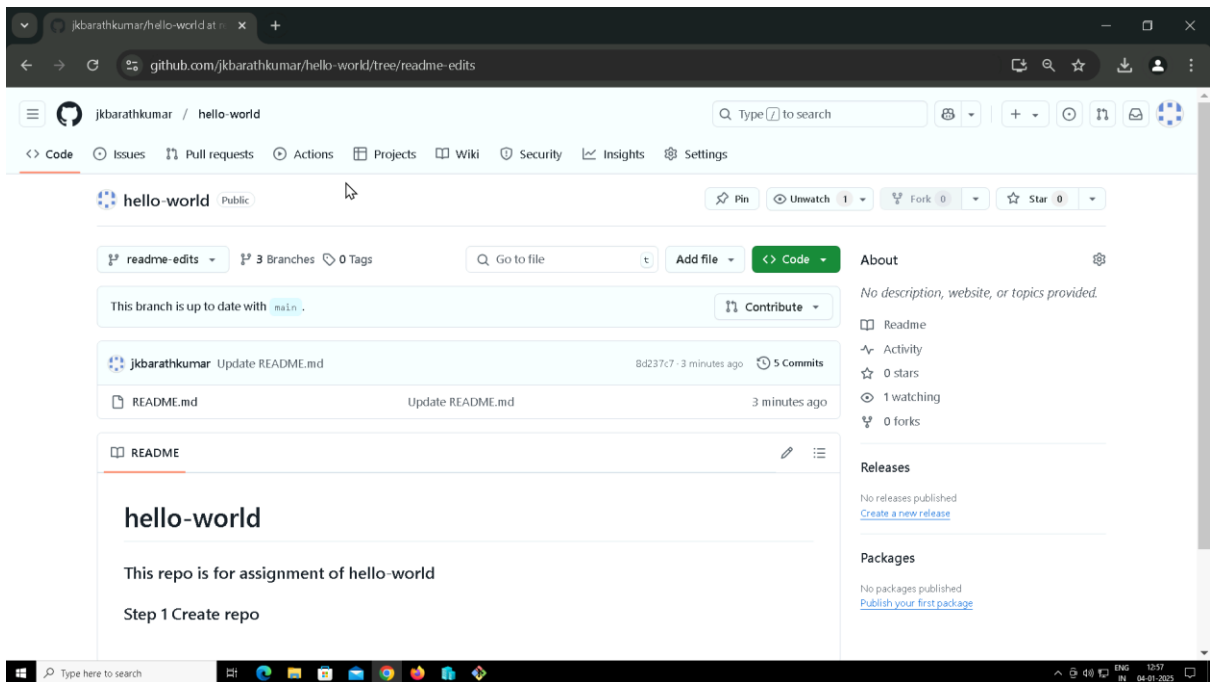 jkbarathkumar/hello-world at r
github.com/jkbarathkumar/hello-world/tree/readme-edits
jkbarathkumar / hello-world
Type / to search
Code Issues Pull requests Actions Projects Wiki Security Insights Settings
hello-world Public
Pin Unwatch 1 Fork 0 Star 0
readme-edits 3 Branches 0 Tags Go to file t Add file <> Code
About
No description, website, or topics provided.
This branch is up to date with main .
Contribute
Readme
Activity
jkbarathkumar Update README.md 8d237c7 · 3 minutes ago 5 Commits
0 stars
README.md Update README.md 3 minutes ago
1 watching
0 forks
README
Releases
No releases published
Create a new release
hello-world
Packages
This repo is for assignment of hello-world
No packages published
Publish your first package
Step 1 Create repo
Type here to search
ENG
IN
12:57
04-01-2025